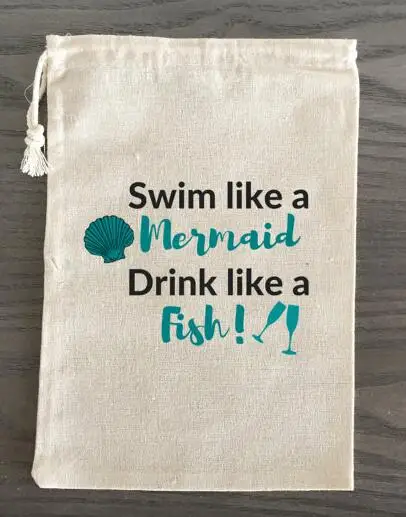 Swim like a
Mermaid
Drink like a
Fish!